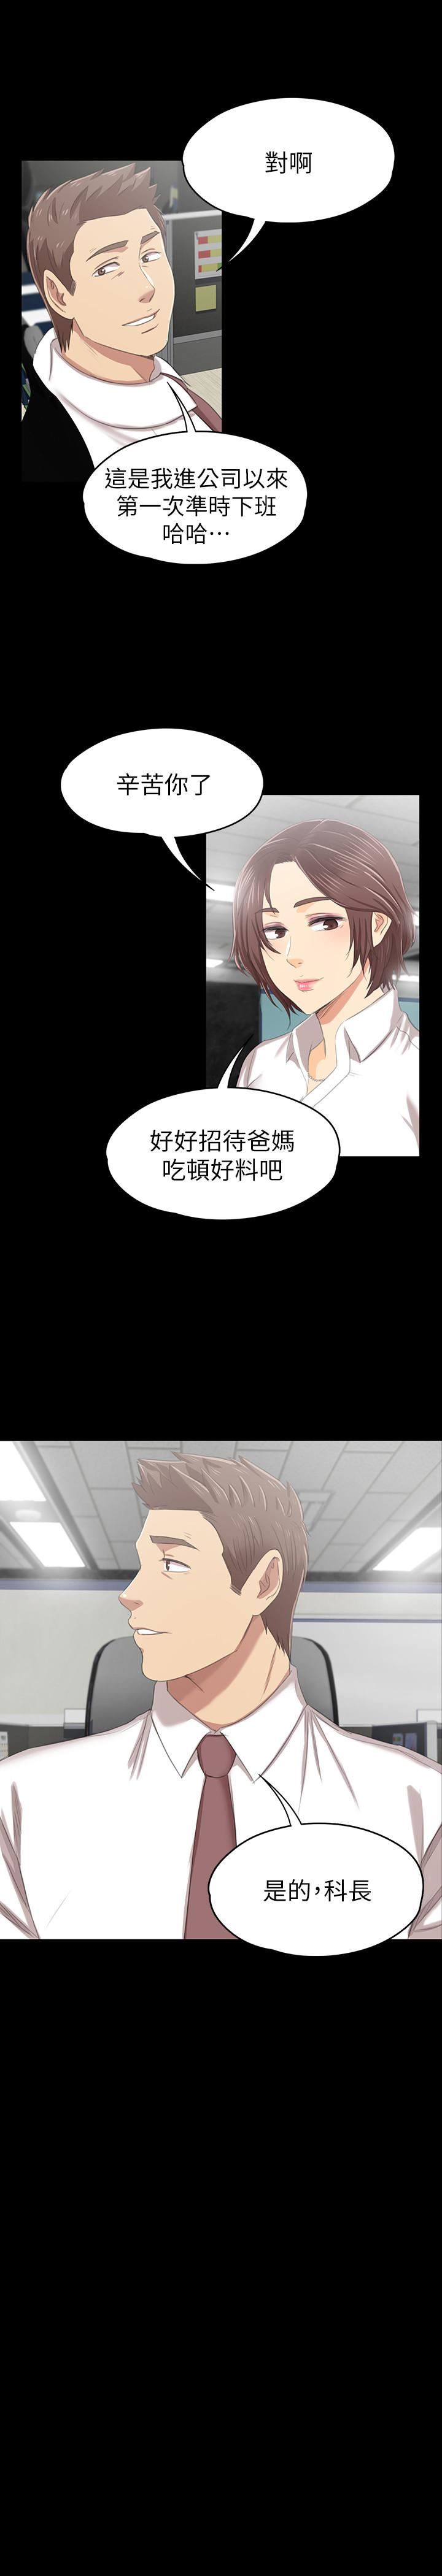 對啊
這是我進公司以來
第一次準時下班
哈哈⋯
辛苦你了
好好招待爸媽
吃頓好料吧
是的，科長